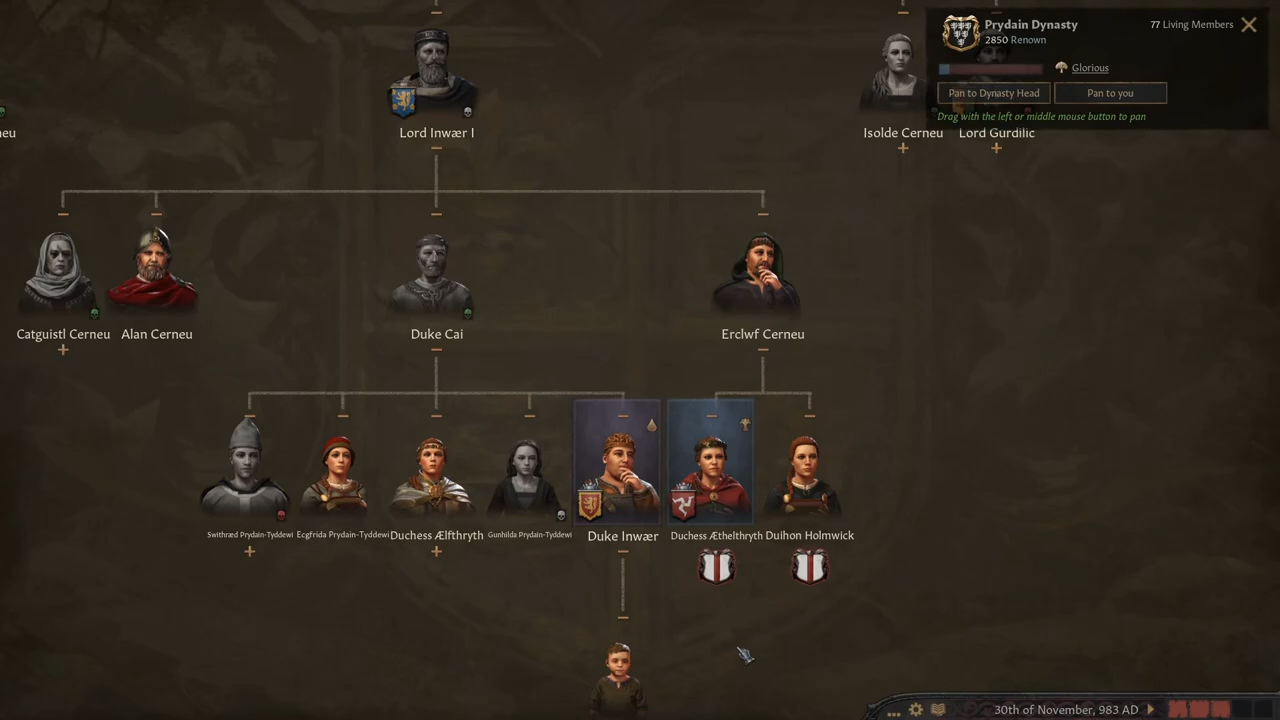 Prydain Dynasty
77 Living Members
2850 Renown
Glorious
Pan to Dynasty Head
Pan to you
Drag with the left or middle mouse button to pan
neu
Lord Inwær I
Isolde Cerneu
Lord Gurdilic
Catguistl Cerneu
Alan Cerneu
Duke Cai
Erclwf Cerneu
Swithræd Prydain-Tyddewi
Ecgfrida Prydain-Tyddewi
Duchess Ælfthryth
Gunhilda Prydain-Tyddewi
Duke Inwær
Duchess Æthelthryth
Duihon Holmwick
30th of November, 983 AD